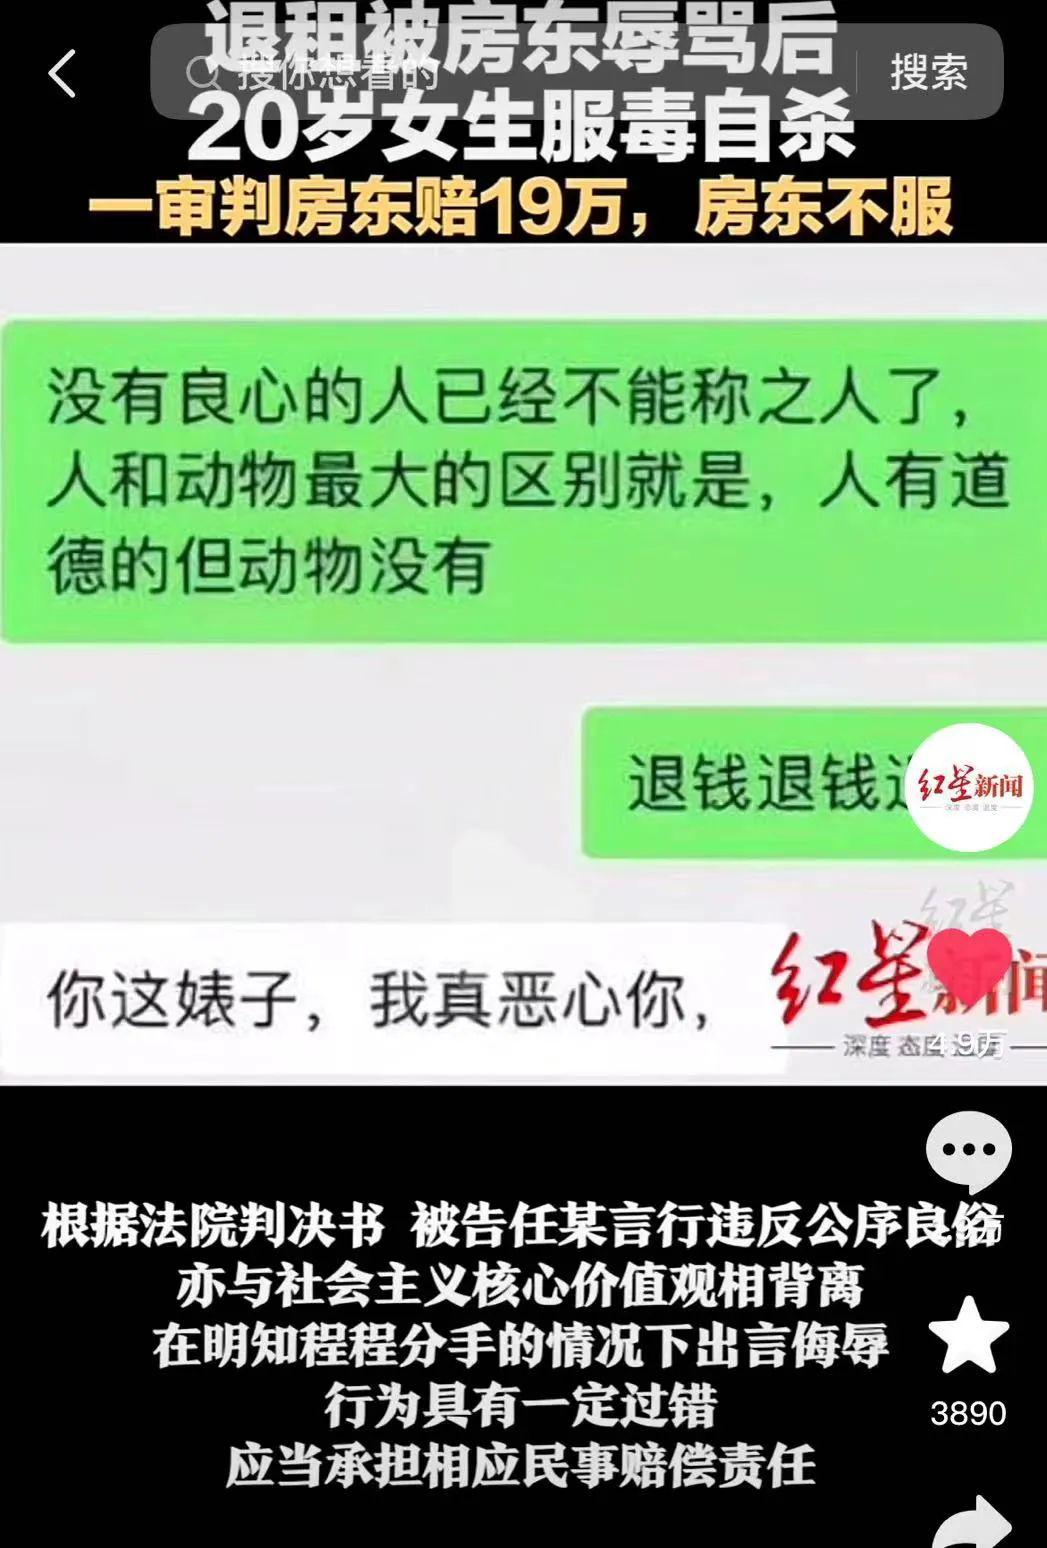 退租被房东辱骂后
搜你想看的
搜索
20岁女生服毒自杀
一审判房东赔19万，房东不服
没有良心的人已经不能称之人了，
人和动物最大的区别就是，人有道
德的但动物没有
退钱退钱退
红星新闻
深度 态度 温度
你这婊子，我真恶心你，
红星新闻
深度 态度 温度
4.9万
根据法院判决书 被告任某言行违反公序良俗
亦与社会主义核心价值观相背离
在明知程程分手的情况下出言侮辱
行为具有一定过错
应当承担相应民事赔偿责任
3890